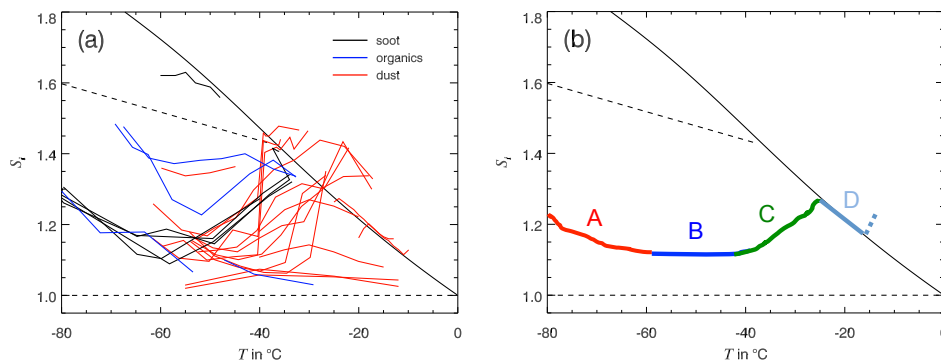 (a)
soot
organics
dust
1.8
1.6
1.4
1.2
1.0
S_i
-80 -60 -40 -20 0
T in °C
(b)
A
B
C
D
1.8
1.6
1.4
1.2
1.0
S_i
-80 -60 -40 -20 0
T in °C